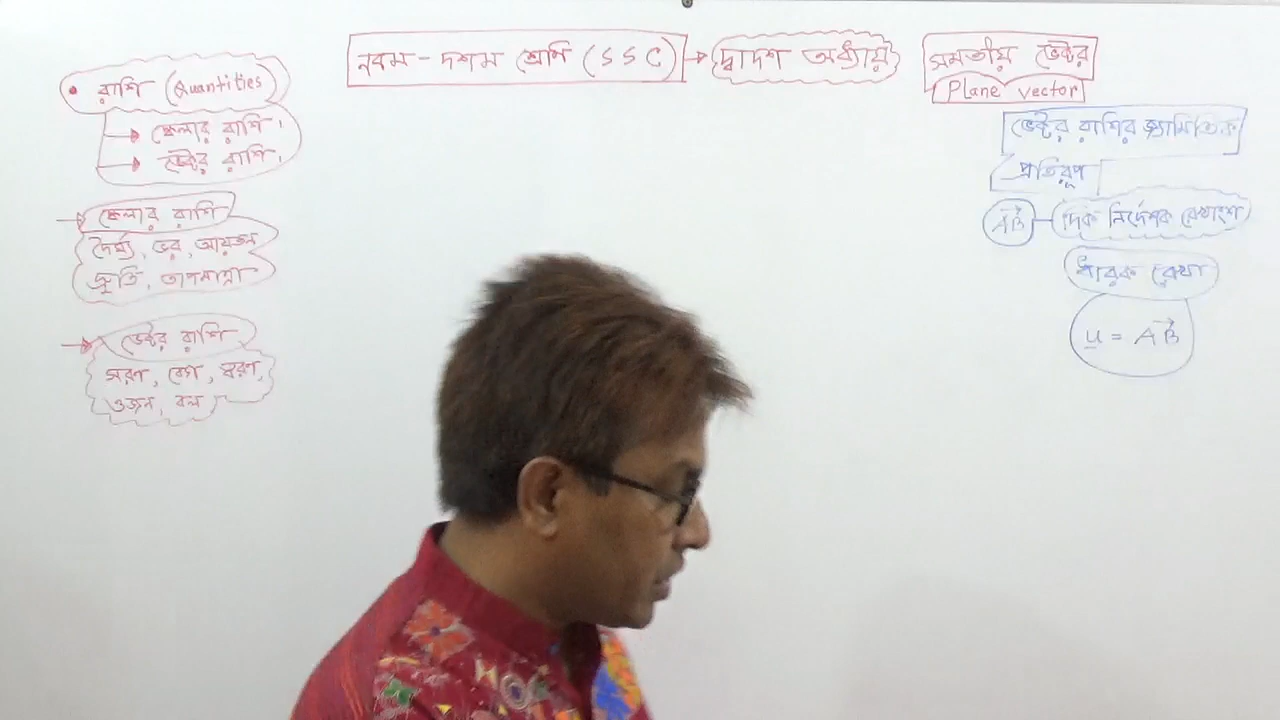 নবম - দশম শ্রেণি (SSC) → দ্বাদশ অধ্যায়
সমতলীয় ভেক্টর
Plane vector
• রাশি (Quantities)
→ স্কেলার রাশি।
→ ভেক্টর রাশি।
→ স্কেলার রাশি
দৈর্ঘ্য, ভর, আয়তন
দ্রুতি, তাপমাত্রা
→ ভেক্টর রাশি
সরণ, বেগ, ত্বরণ,
ওজন, বল
ভেক্টর রাশির জ্যামিতিক
প্রতিরূপ
AB→ — দিক নির্দেশক রেখাংশ
ধারক রেখা
u = AB→